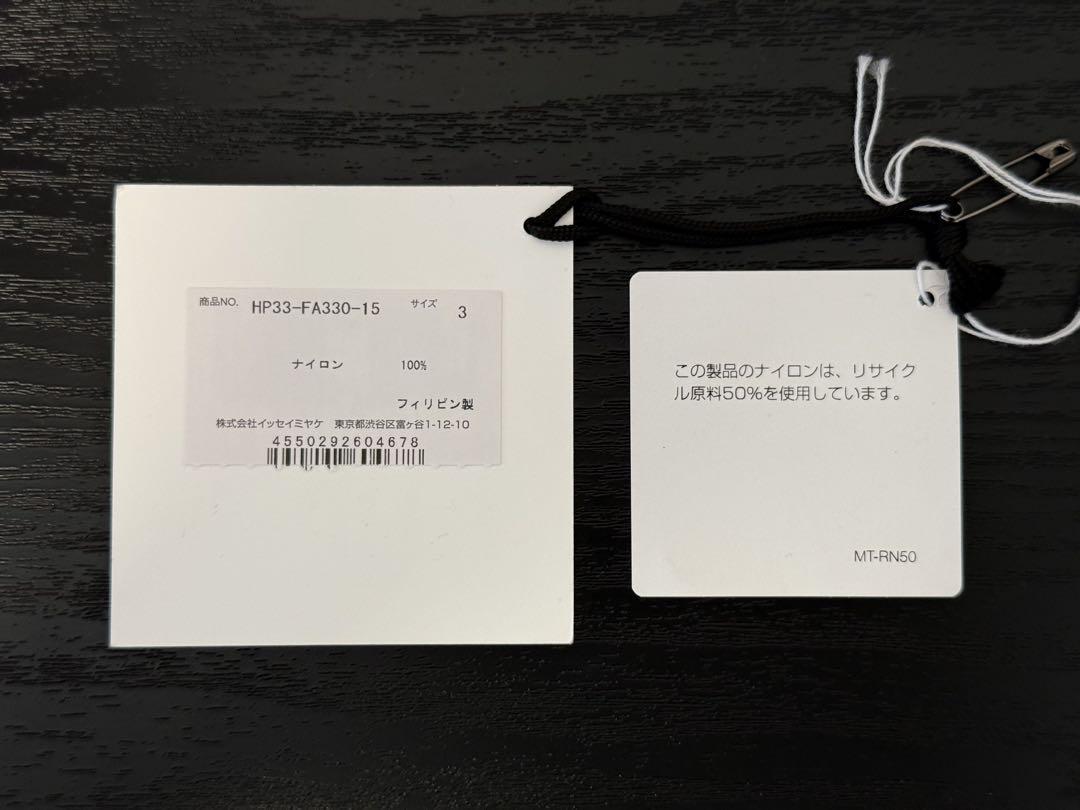 商品NO. HP33-FA330-15 サイズ 3
ナイロン 100%
フィリピン製
株式会社イッセイミヤケ 東京都渋谷区富ヶ谷1-12-10
4550292604678
この製品のナイロンは、リサイク
ル原料50%を使用しています。
MT-RN50